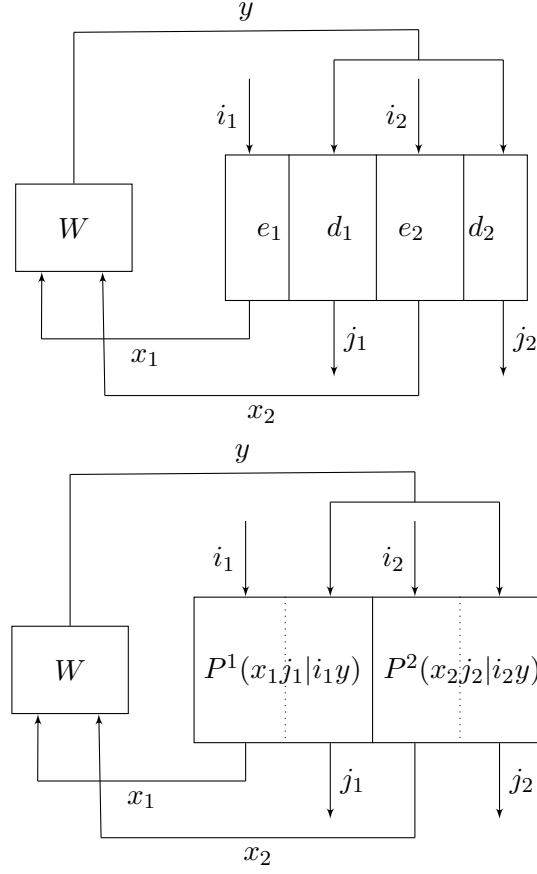 y
i₁ i₂
W e₁ d₁ e₂ d₂
x₁ j₁ j₂
x₂
y
i₁ i₂
W P¹(x₁j₁|i₁y) P²(x₂j₂|i₂y)
x₁ j₁ j₂
x₂